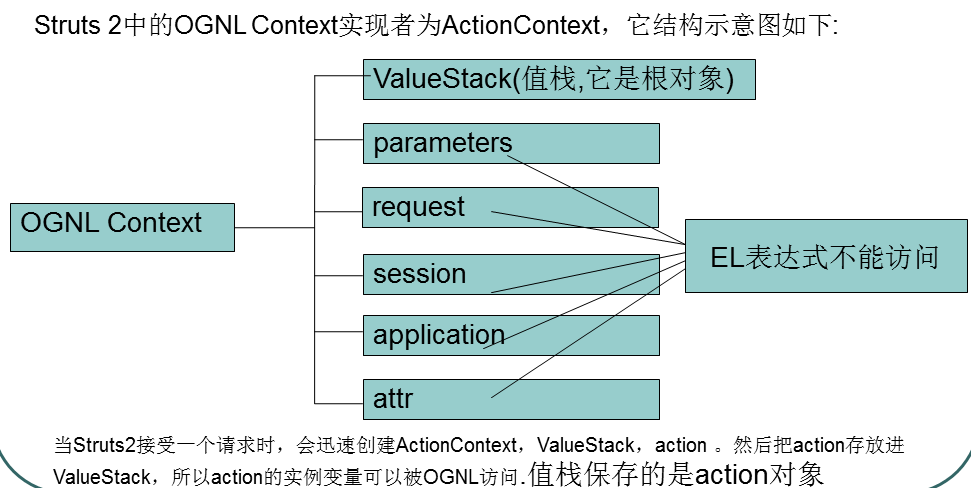 Struts 2中的OGNL Context实现者为ActionContext，它结构示意图如下:
ValueStack(值栈,它是根对象)
parameters
request
OGNL Context
EL表达式不能访问
session
application
attr
当Struts2接受一个请求时，会迅速创建ActionContext，ValueStack，action 。然后把action存放进
ValueStack，所以action的实例变量可以被OGNL访问.值栈保存的是action对象